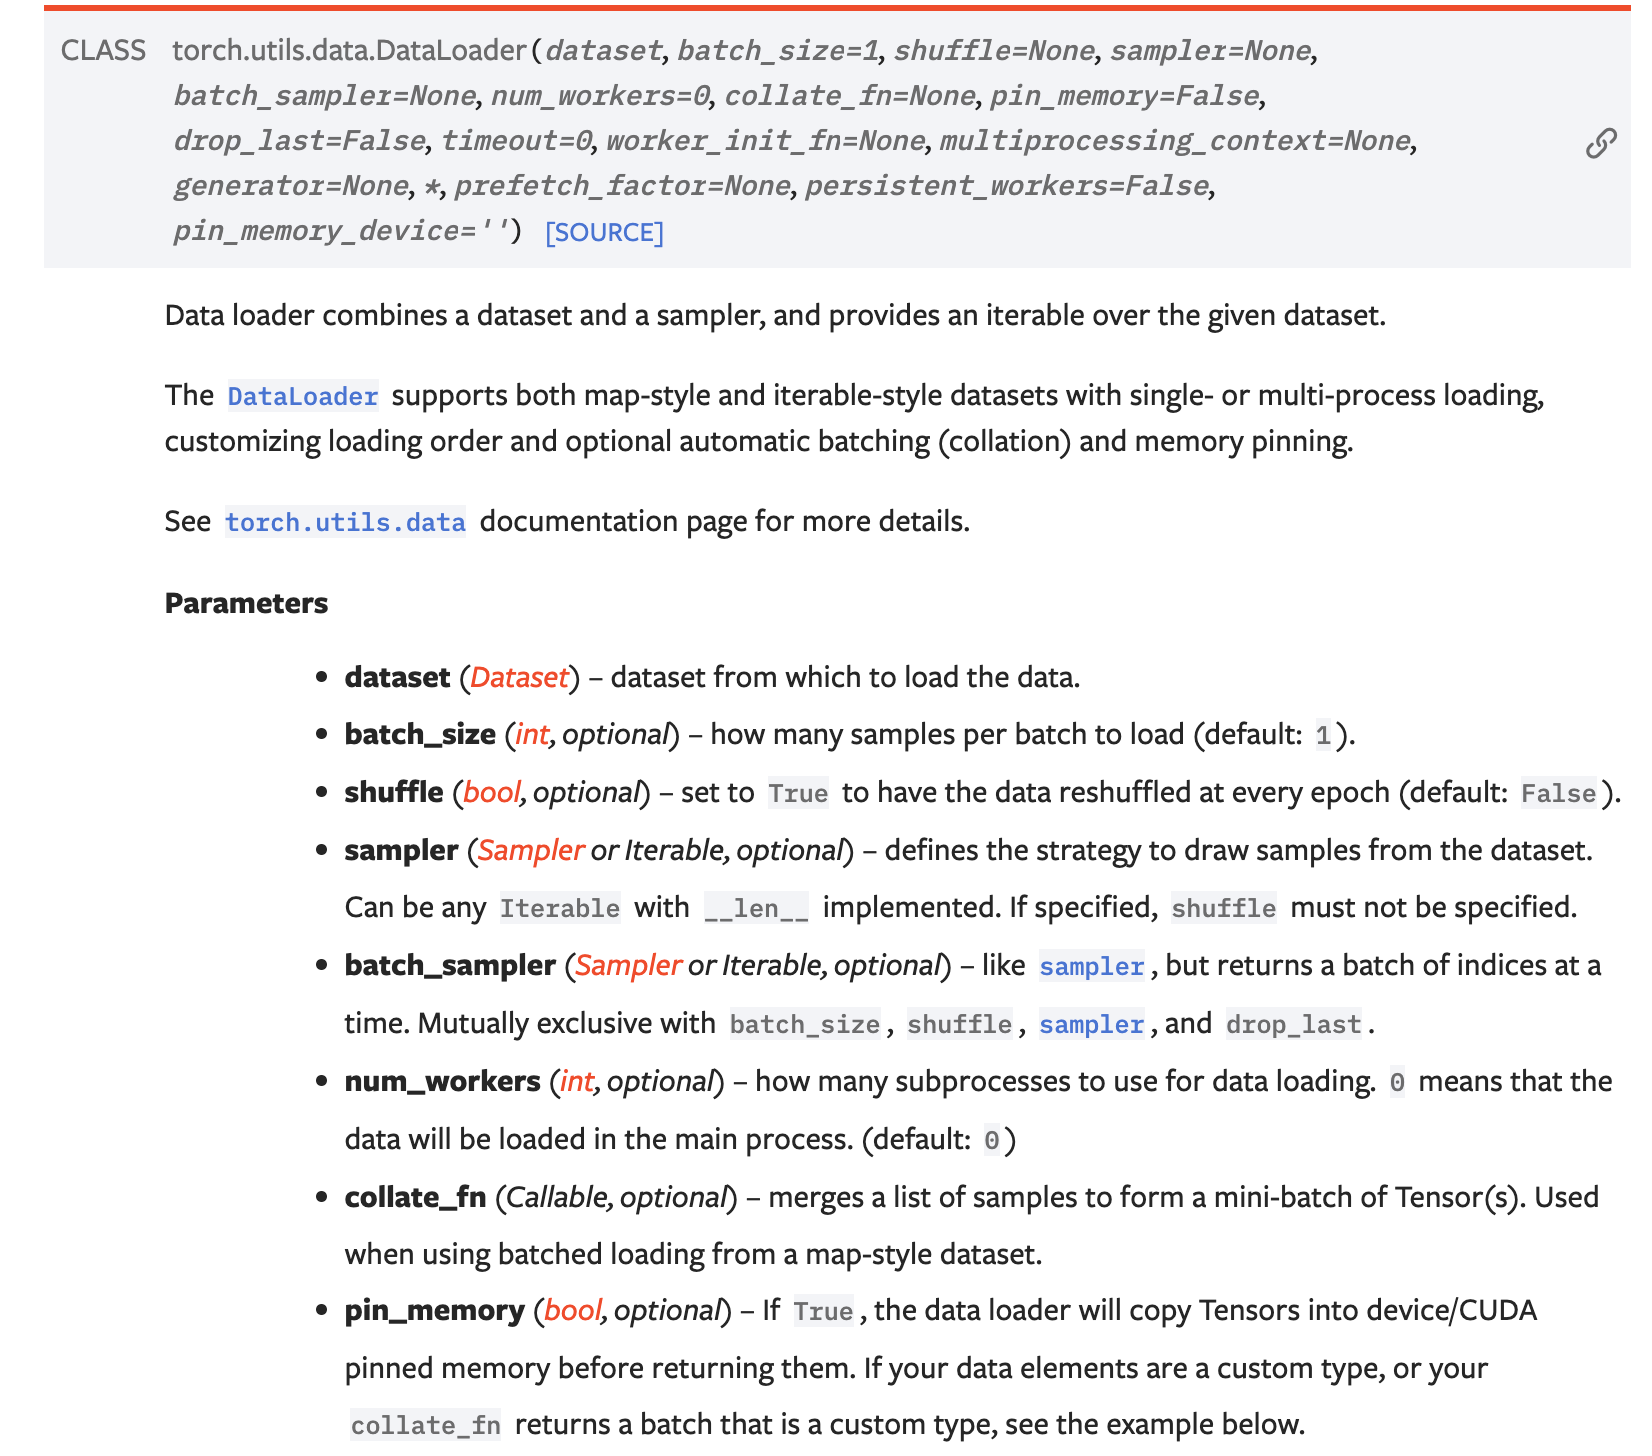 CLASS torch.utils.data.DataLoader(dataset, batch_size=1, shuffle=None, sampler=None,
batch_sampler=None, num_workers=0, collate_fn=None, pin_memory=False,
drop_last=False, timeout=0, worker_init_fn=None, multiprocessing_context=None,
generator=None, *, prefetch_factor=None, persistent_workers=False,
pin_memory_device='') [SOURCE]
Data loader combines a dataset and a sampler, and provides an iterable over the given dataset.
The DataLoader supports both map-style and iterable-style datasets with single- or multi-process loading,
customizing loading order and optional automatic batching (collation) and memory pinning.
See torch.utils.data documentation page for more details.
Parameters
• dataset (Dataset) – dataset from which to load the data.
• batch_size (int, optional) – how many samples per batch to load (default: 1).
• shuffle (bool, optional) – set to True to have the data reshuffled at every epoch (default: False).
• sampler (Sampler or Iterable, optional) – defines the strategy to draw samples from the dataset.
Can be any Iterable with __len__ implemented. If specified, shuffle must not be specified.
• batch_sampler (Sampler or Iterable, optional) – like sampler, but returns a batch of indices at a
time. Mutually exclusive with batch_size, shuffle, sampler, and drop_last.
• num_workers (int, optional) – how many subprocesses to use for data loading. 0 means that the
data will be loaded in the main process. (default: 0)
• collate_fn (Callable, optional) – merges a list of samples to form a mini-batch of Tensor(s). Used
when using batched loading from a map-style dataset.
• pin_memory (bool, optional) – If True, the data loader will copy Tensors into device/CUDA
pinned memory before returning them. If your data elements are a custom type, or your
collate_fn returns a batch that is a custom type, see the example below.